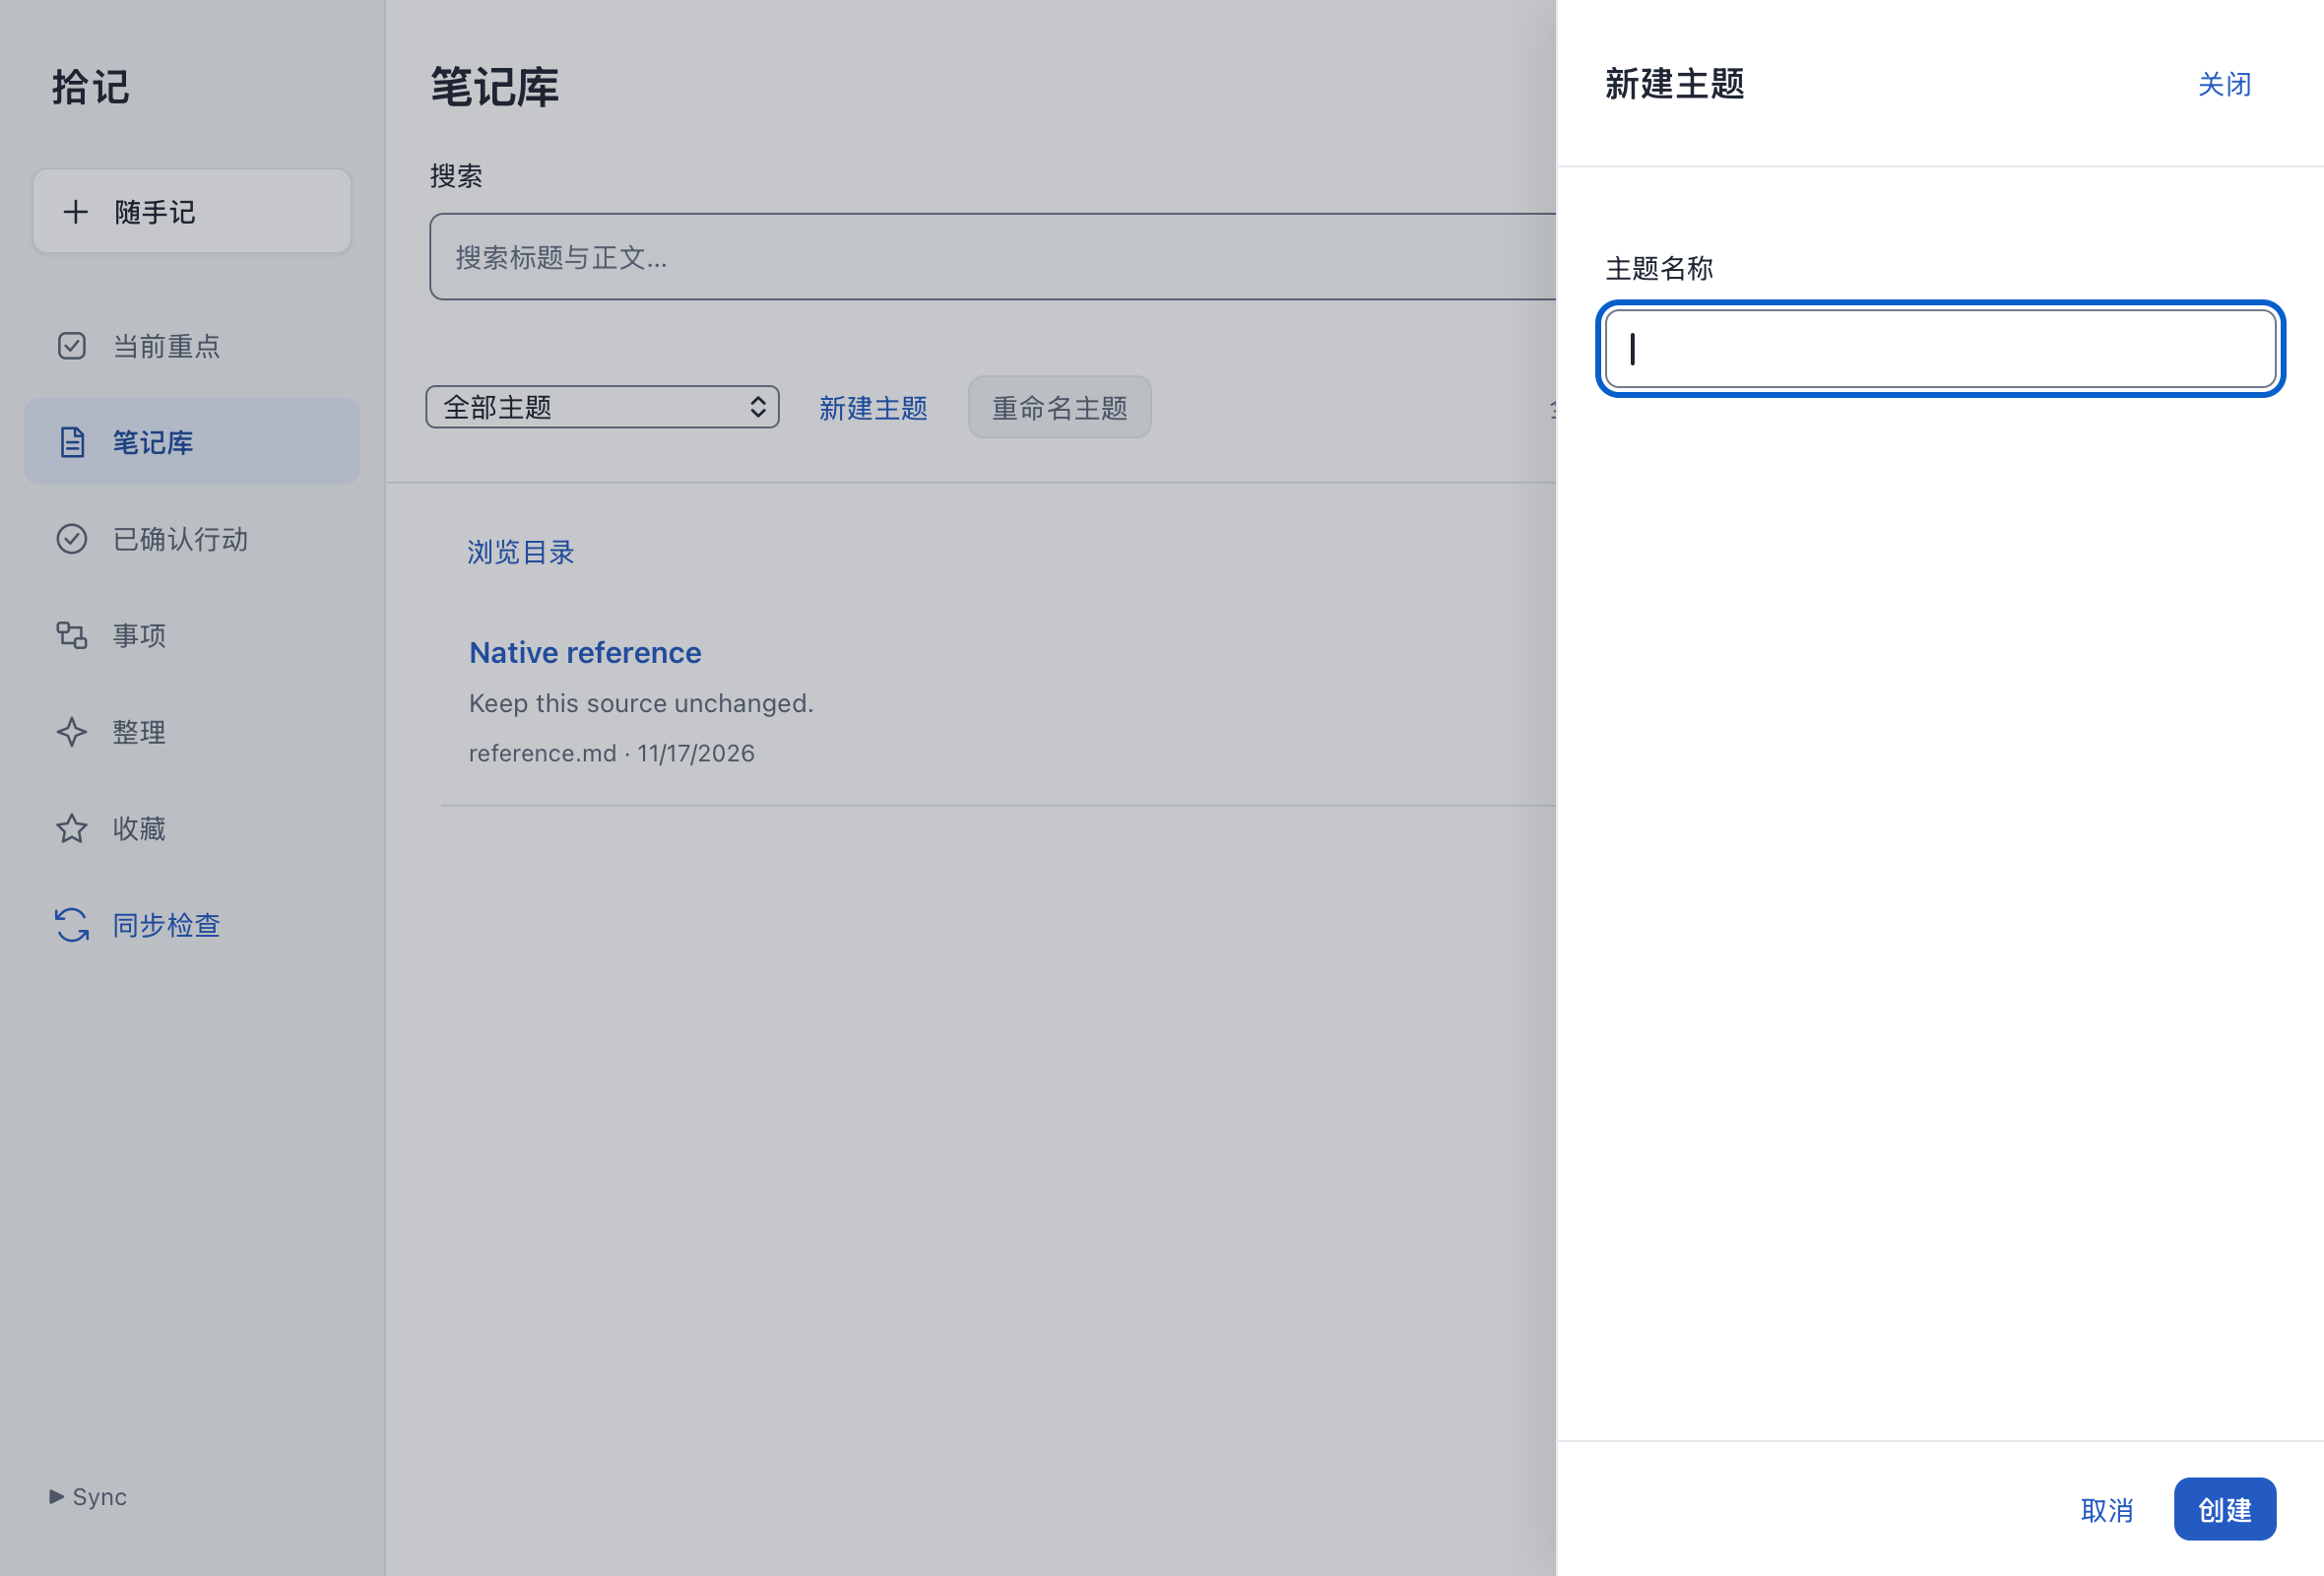 拾记
随手记
当前重点
笔记库
已确认行动
事项
整理
收藏
同步检查
Sync
笔记库
搜索
搜索标题与正文...
全部主题
新建主题
重命名主题
浏览目录
Native reference
Keep this source unchanged.
reference.md · 11/17/2026
新建主题
关闭
主题名称
取消
创建